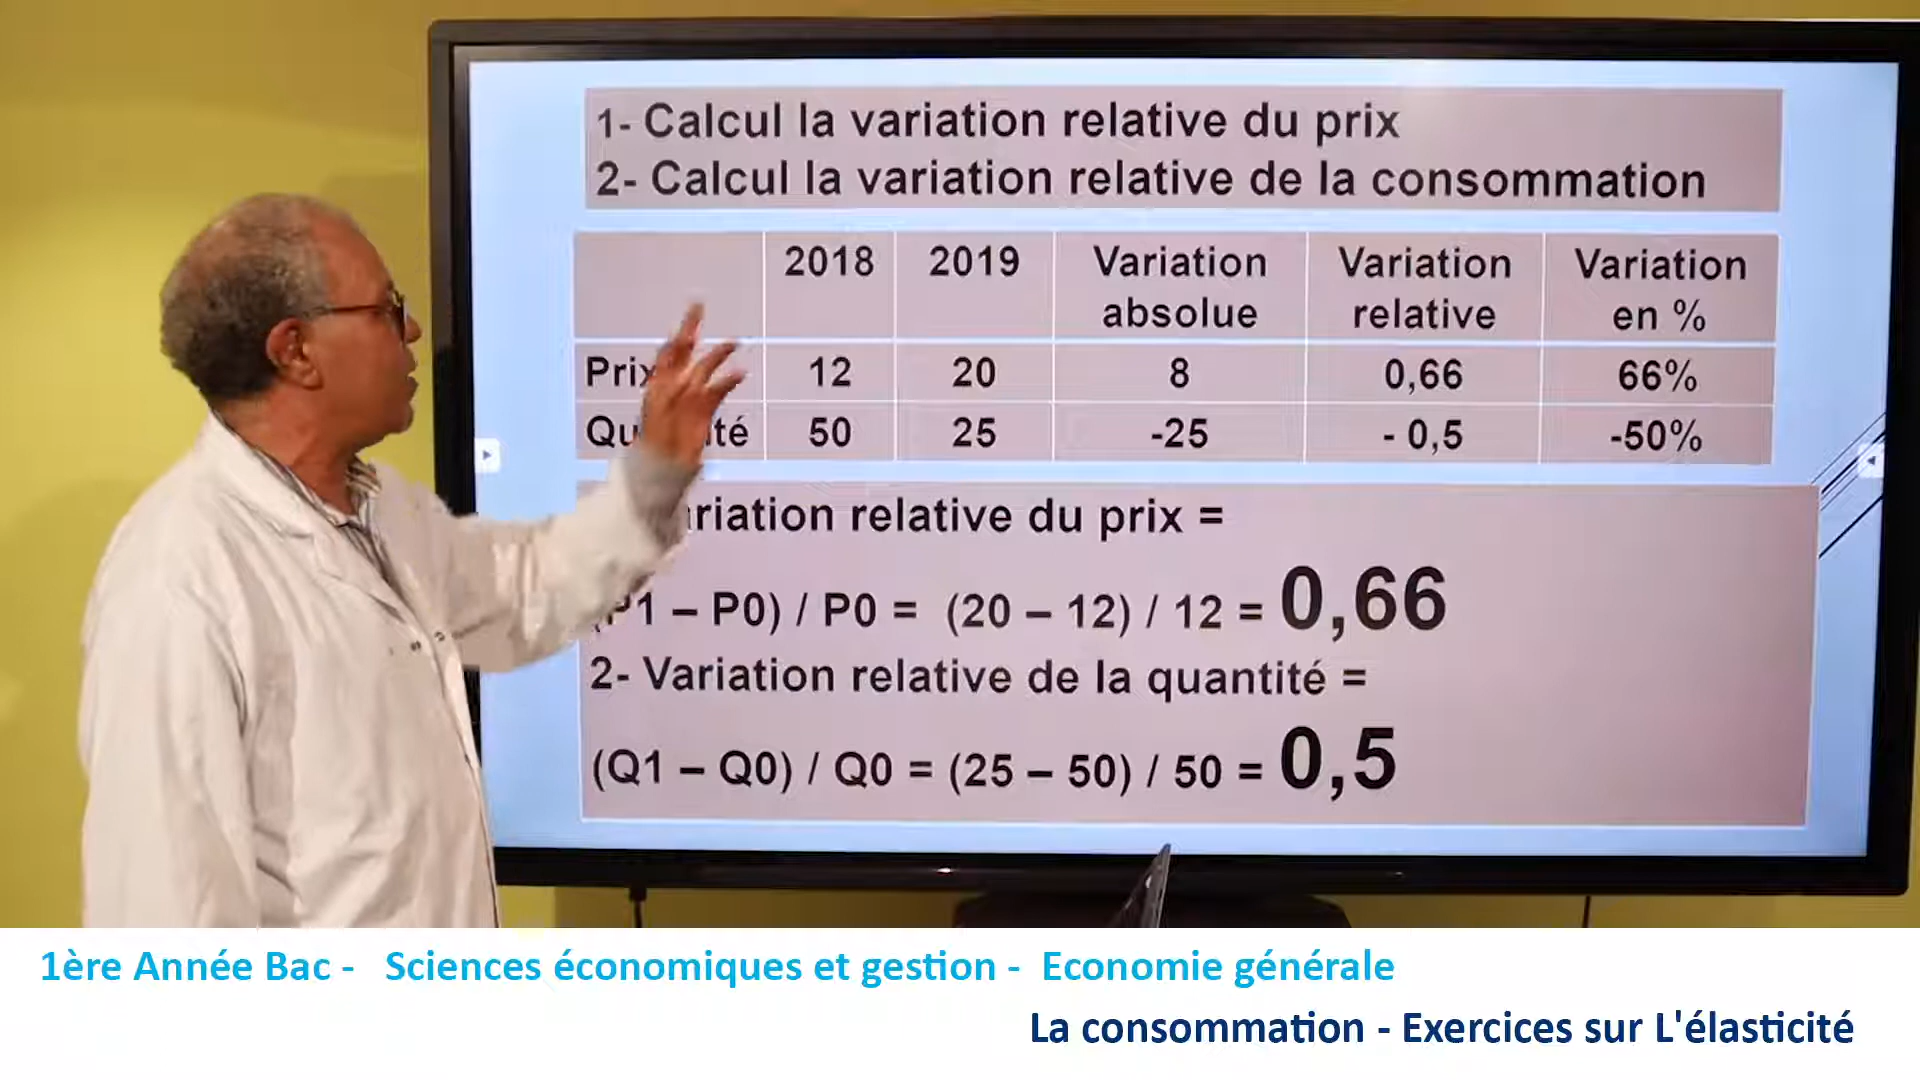 1- Calcul la variation relative du prix
2- Calcul la variation relative de la consommation
2018 2019 Variation absolue Variation relative Variation en %
12 20 8 0,66 66%
50 25 -25 - 0,5 -50%
relative du prix =
– P0) / P0 = (20 – 12) / 12 = 0,66
2- Variation relative de la quantité =
(Q1 – Q0) / Q0 = (25 – 50) / 50 = 0,5
1ère Année Bac - Sciences économiques et gestion - Economie générale
La consommation - Exercices sur L'élasticité